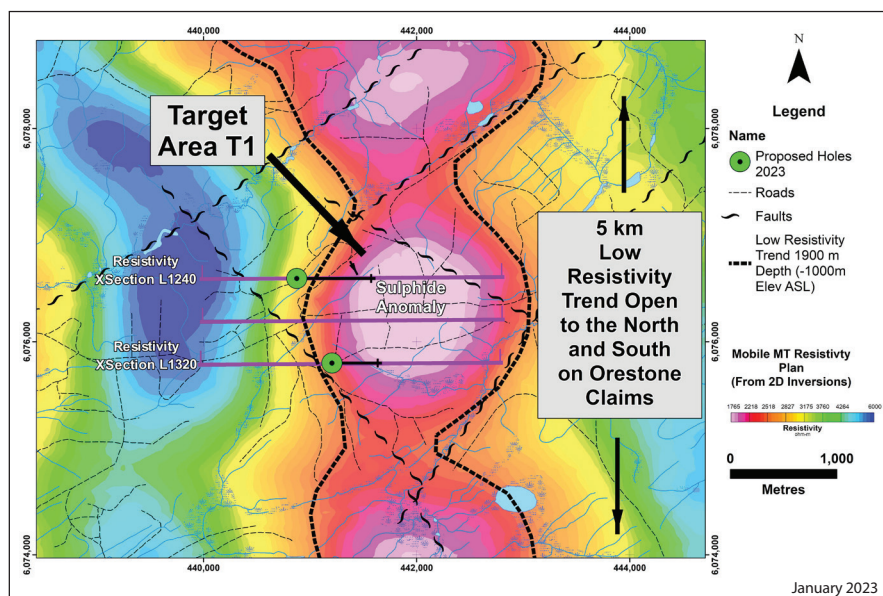 440,000
442,000
444,000
6,078,000
6,078,000
6,076,000
6,076,000
6,074,000
6,074,000
440,000
442,000
444,000
Target
Area T1
Resistivity
XSection L1240
Sulphide
Anomaly
Resistivity
XSection L1320
5 km
Low
Resistivity
Trend Open
to the North
and South
on Orestone
Claims
N
Legend
Name
Proposed Holes
2023
Roads
Faults
Low Resistivity
Trend 1900 m
Depth (-1000m
Elev ASL)
Mobile MT Resistivty
Plan
(From 2D Inversions)
1765 2218 2518 2827 3175 3760 4264 6000
Resistivity
ohm-m
0 1,000
Metres
January 2023